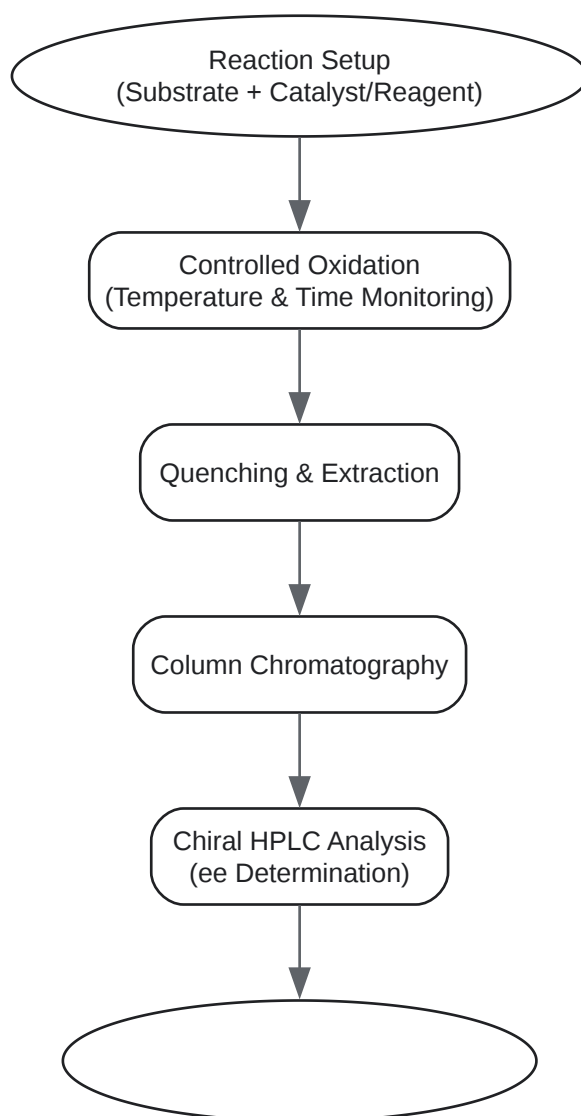 Reaction Setup
(Substrate + Catalyst/Reagent)
Controlled Oxidation
(Temperature & Time Monitoring)
Quenching & Extraction
Column Chromatography
Chiral HPLC Analysis
(ee Determination)